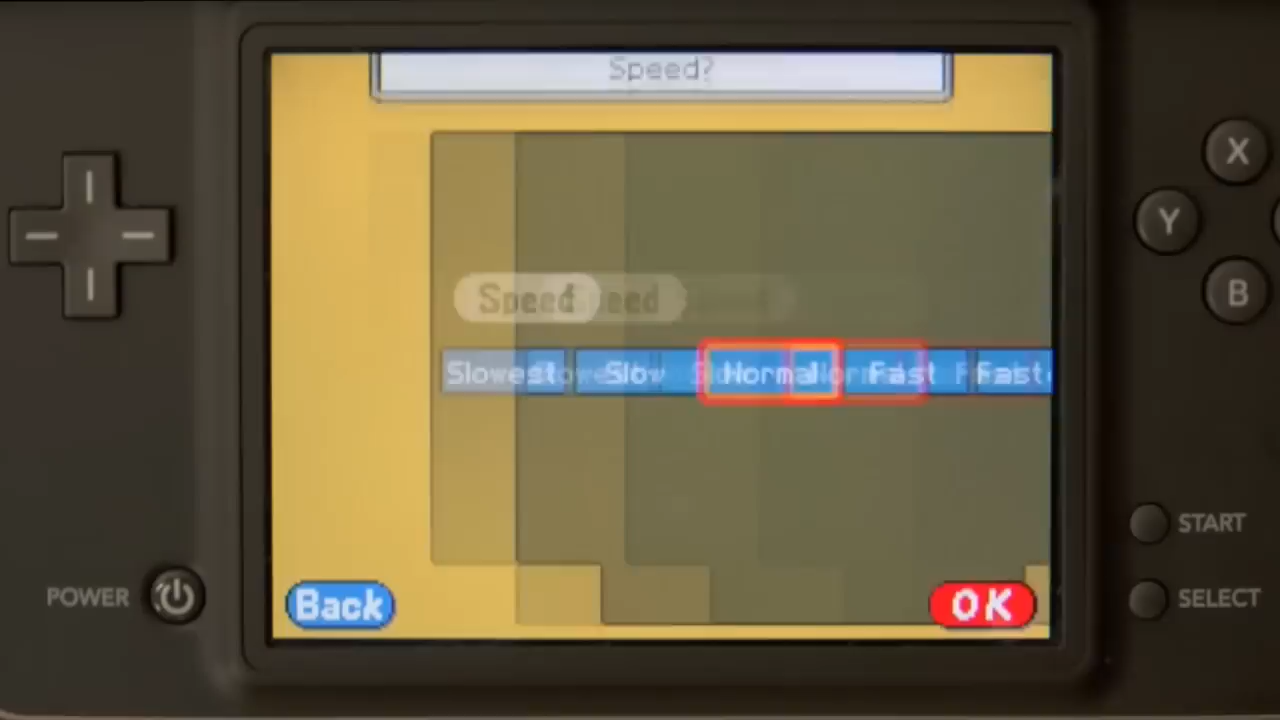 Speed?
X
Y
B
Speed
Slowest Slow Normal Fast
START
Back OK
POWER
SELECT